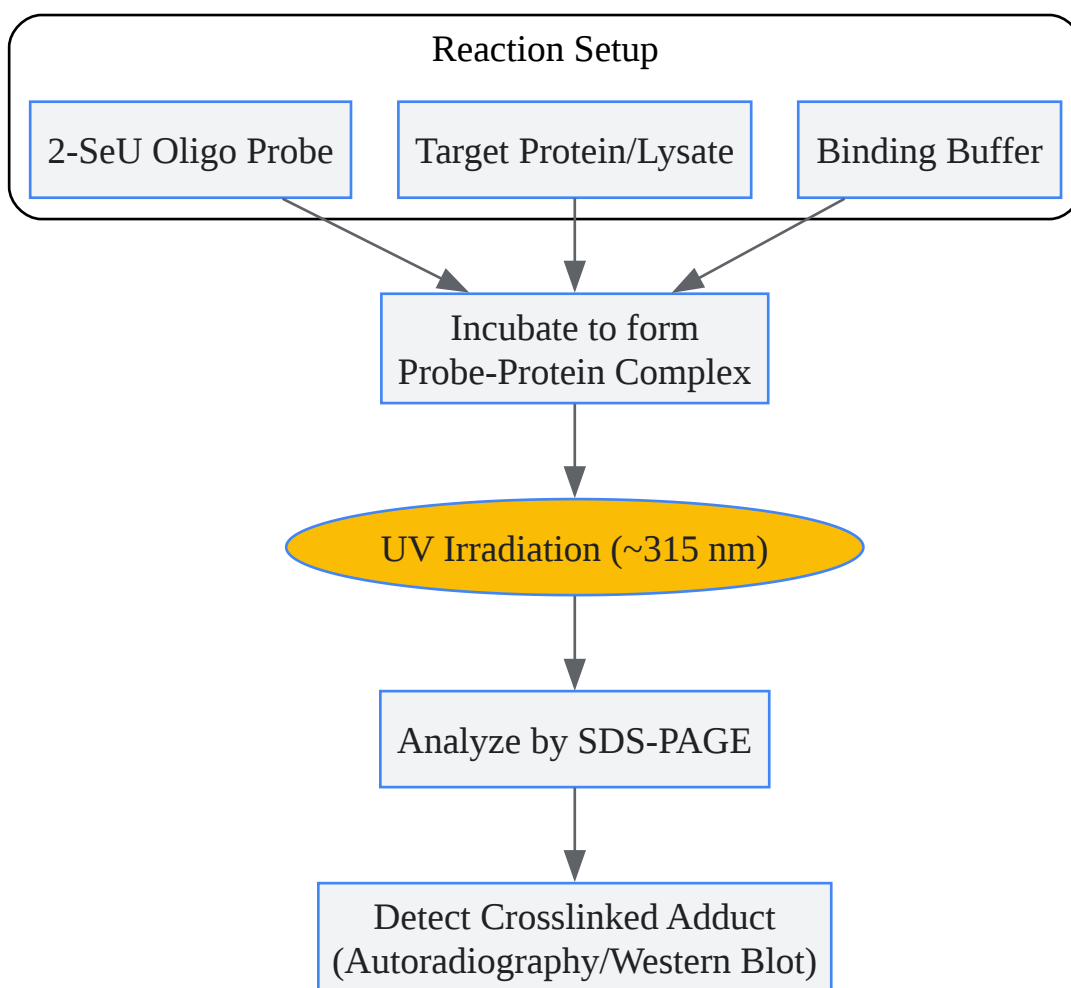 Reaction Setup
2-SeU Oligo Probe
Target Protein/Lysate
Binding Buffer
Incubate to form
Probe-Protein Complex
UV Irradiation (~315 nm)
Analyze by SDS-PAGE
Detect Crosslinked Adduct
(Autoradiography/Western Blot)